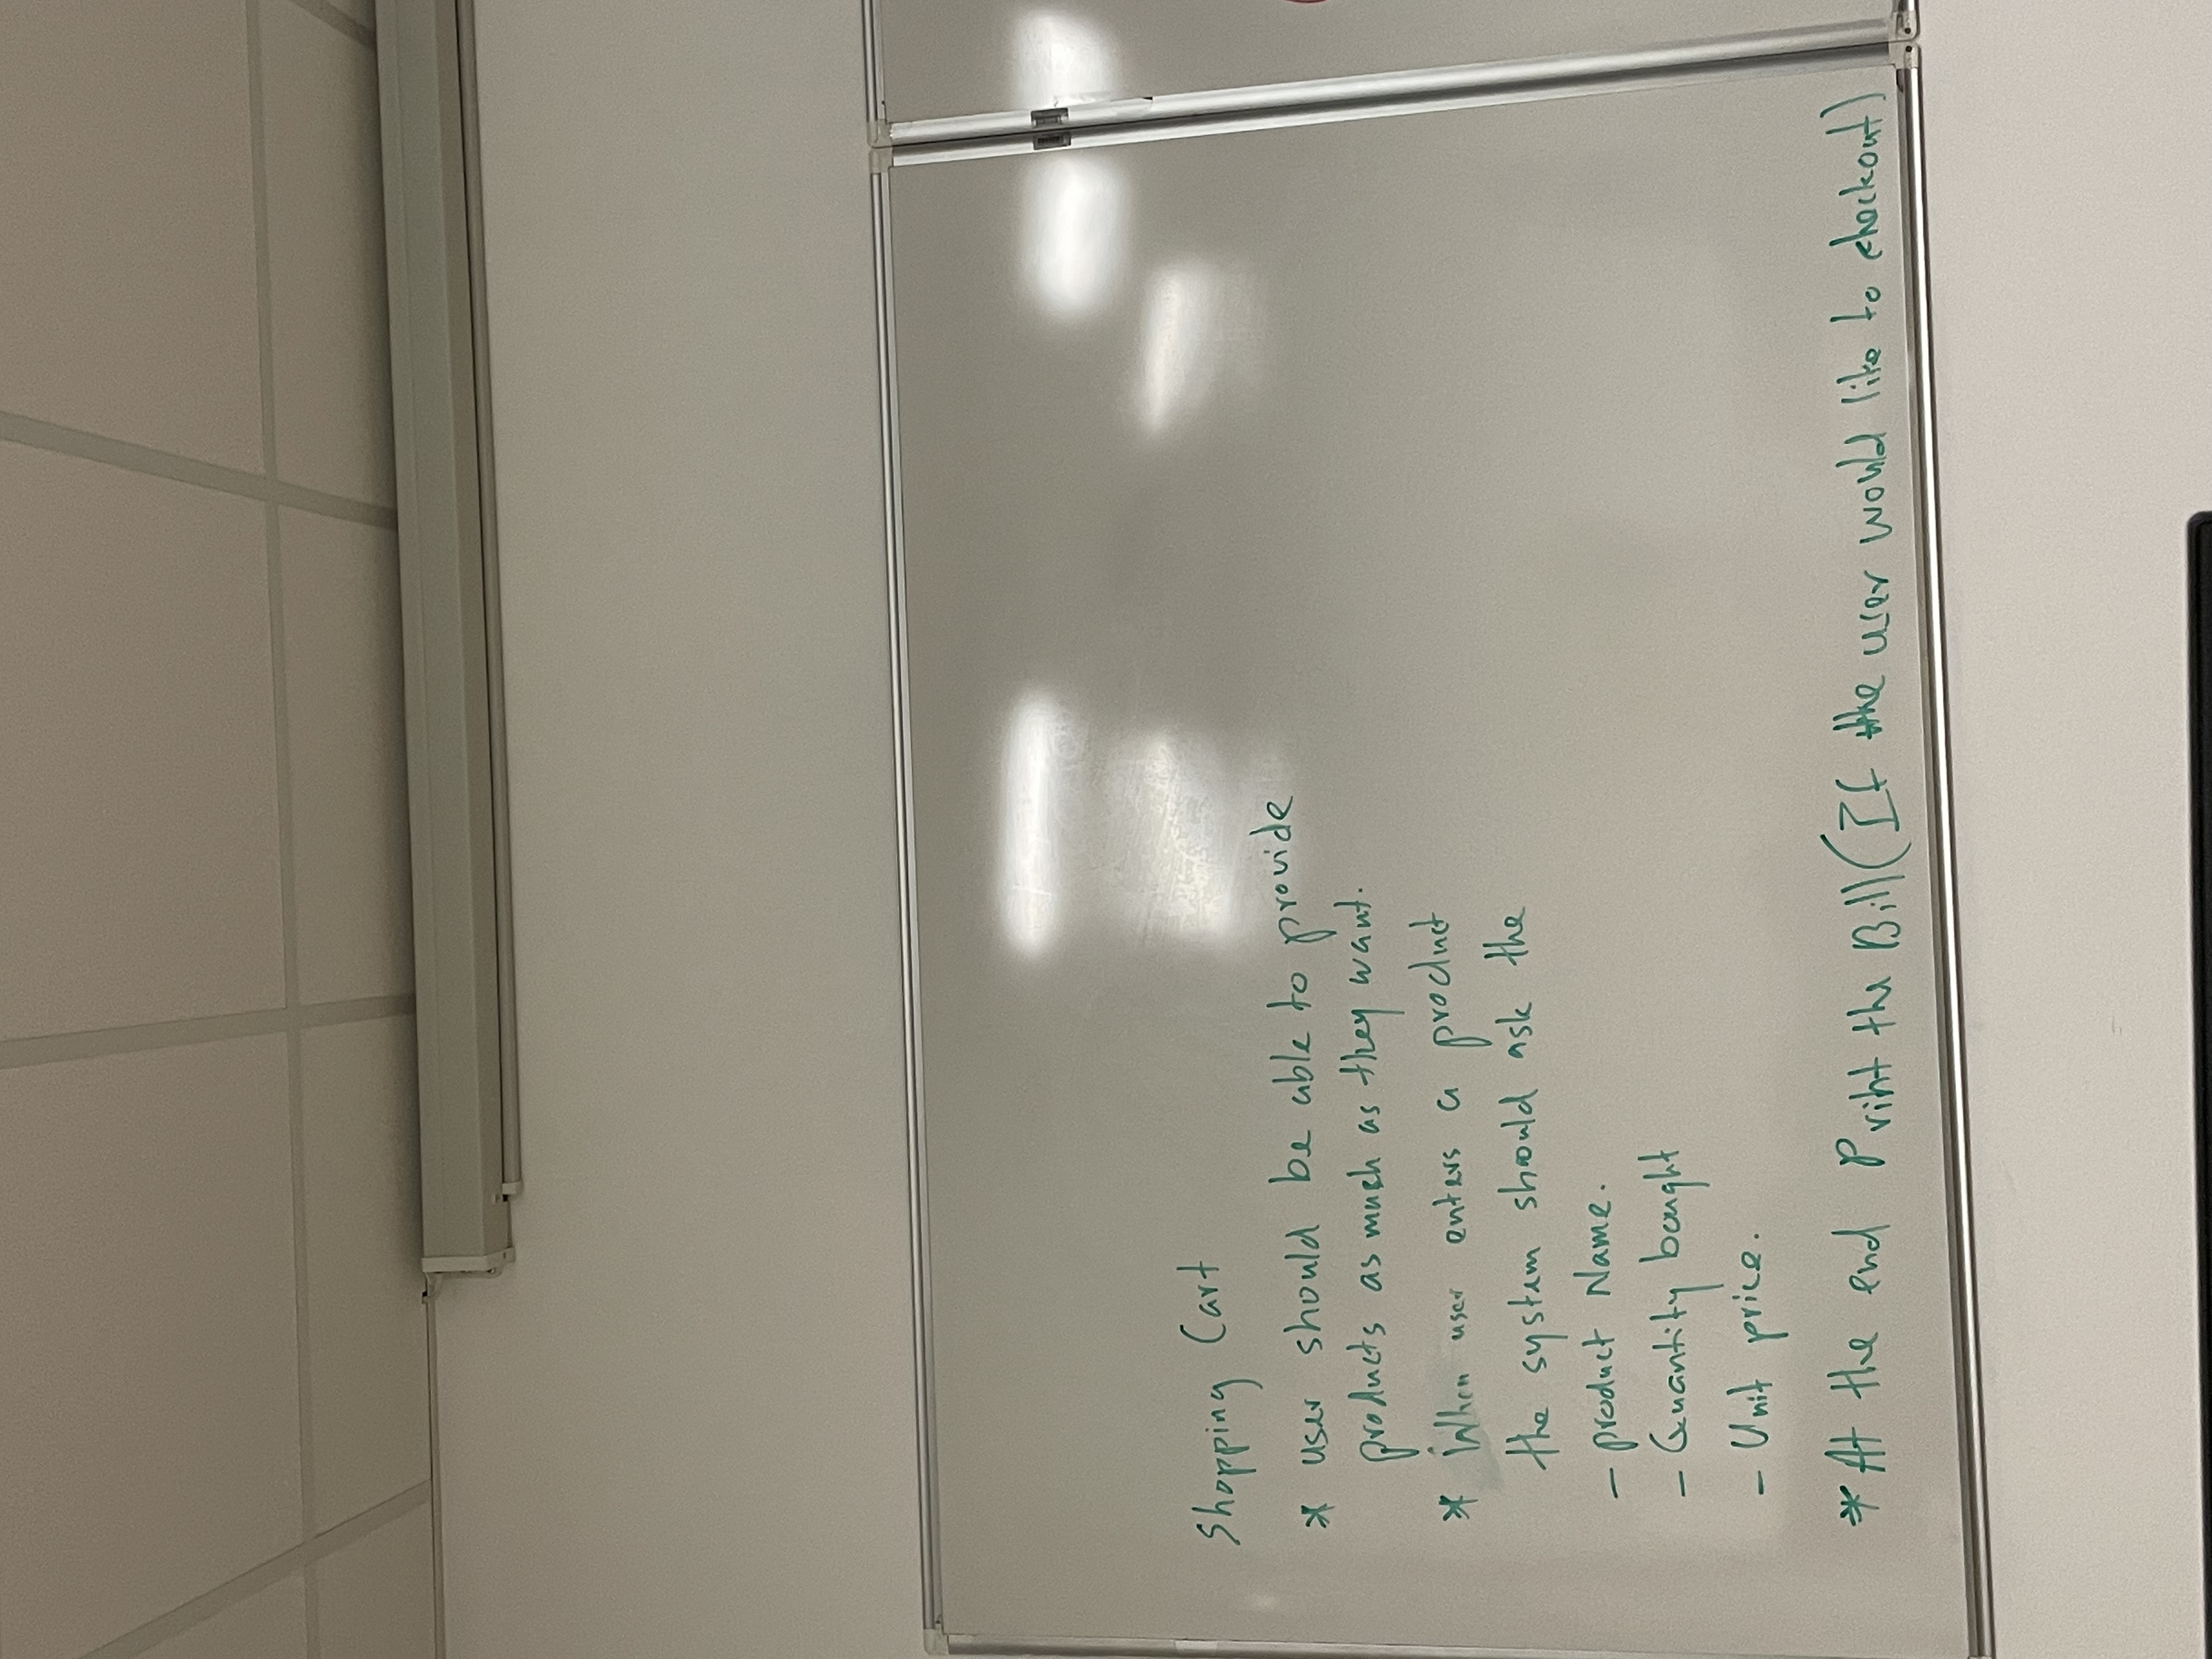 Shopping Cart
* user should be able to provide
products as much as they want.
* When user enters a product
the system should ask the
- product Name.
- Quantity bought
- Unit price.
* At the end Print the Bill (If the user would like to checkout)